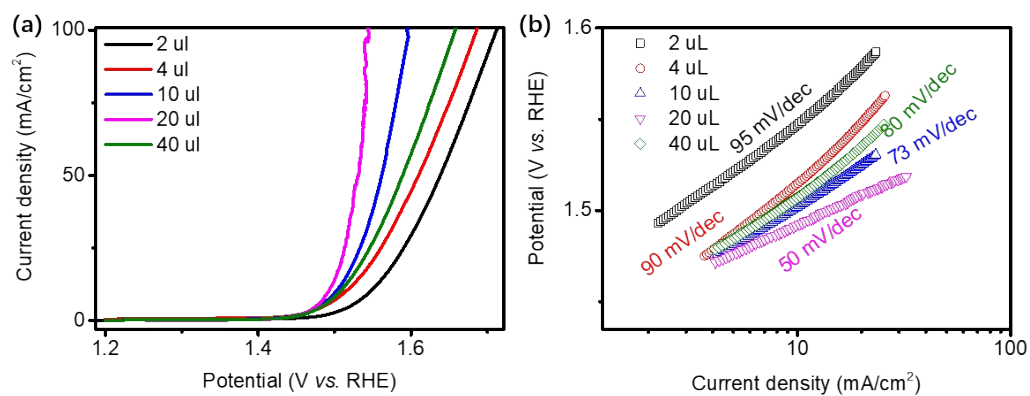 (a)
100
50
0
Current density (mA/cm²)
2 ul
4 ul
10 ul
20 ul
40 ul
1.2
1.4
1.6
Potential (V vs. RHE)
(b)
1.6
1.5
Potential (V vs. RHE)
2 uL
4 uL
10 uL
20 uL
40 uL
95 mV/dec
80 mV/dec
73 mV/dec
90 mV/dec
50 mV/dec
10
100
Current density (mA/cm²)